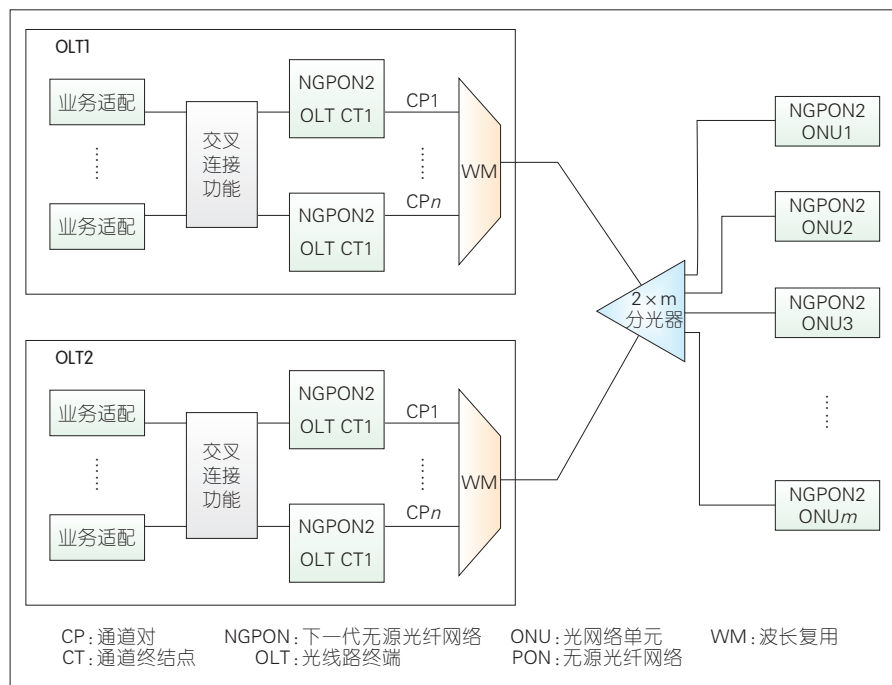 OLT1
业务适配
业务适配
交叉
连接
功能
NGPON2
OLT CT1
NGPON2
OLT CT1
CP1
CPn
WM
OLT2
业务适配
业务适配
交叉
连接
功能
NGPON2
OLT CT1
NGPON2
OLT CT1
CP1
CPn
WM
2×m
分光器
NGPON2
ONU1
NGPON2
ONU2
NGPON2
ONU3
NGPON2
ONUm
CP:通道对 NGPON:下一代无源光纤网络 ONU:光网络单元 WM:波长复用
CT:通道终结点 OLT:光线路终端 PON:无源光纤网络